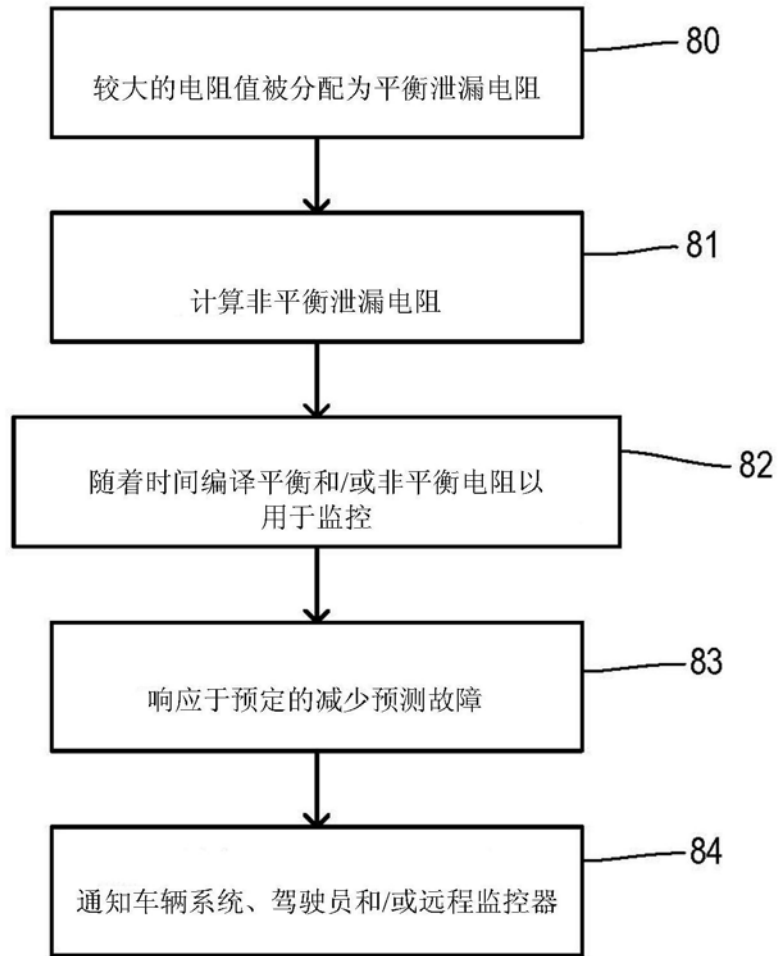 80
较大的电阻值被分配为平衡泄漏电阻
81
计算非平衡泄漏电阻
82
随着时间编译平衡和/或非平衡电阻以
用于监控
83
响应于预定的减少预测故障
84
通知车辆系统、驾驶员和/或远程监控器